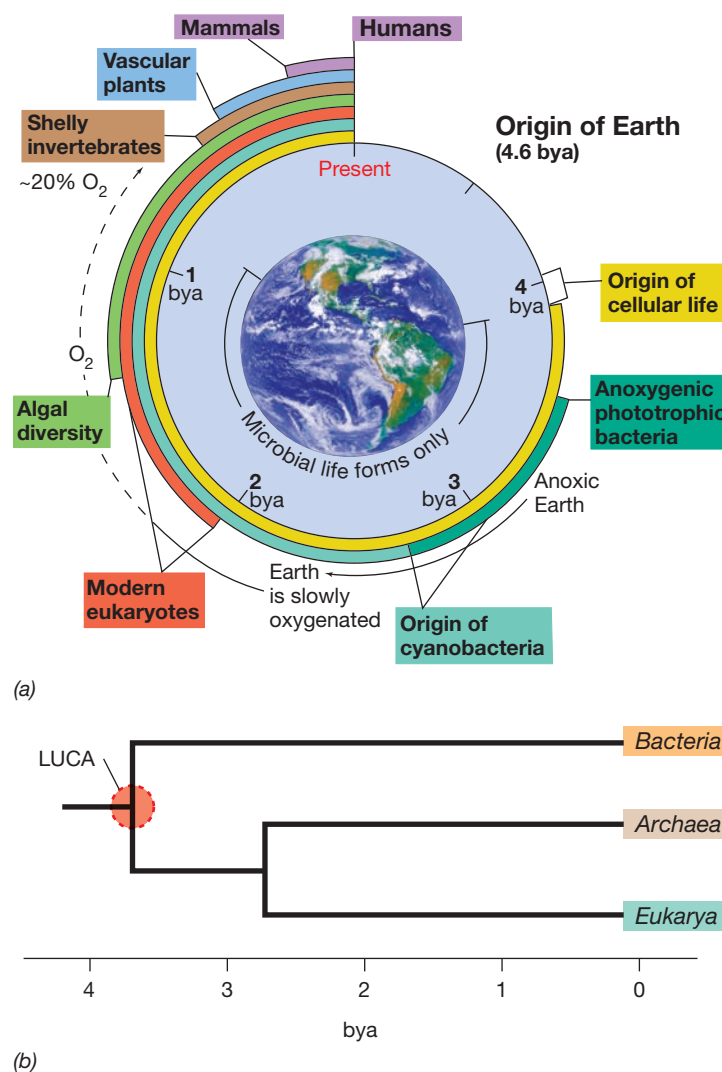 Mammals
Humans
Vascular
plants
Shelly
invertebrates
~20% O2
Origin of Earth
(4.6 bya)
Present
1
bya
4
bya
Origin of
cellular life
O2
Algal
diversity
Anoxygenic
phototrophic
bacteria
Microbial life forms only
2
bya
3
bya
Anoxic
Earth
Modern
eukaryotes
Earth
is slowly
oxygenated
Origin of
cyanobacteria
(a)
LUCA
Bacteria
Archaea
Eukarya
4 3 2 1 0
bya
(b)